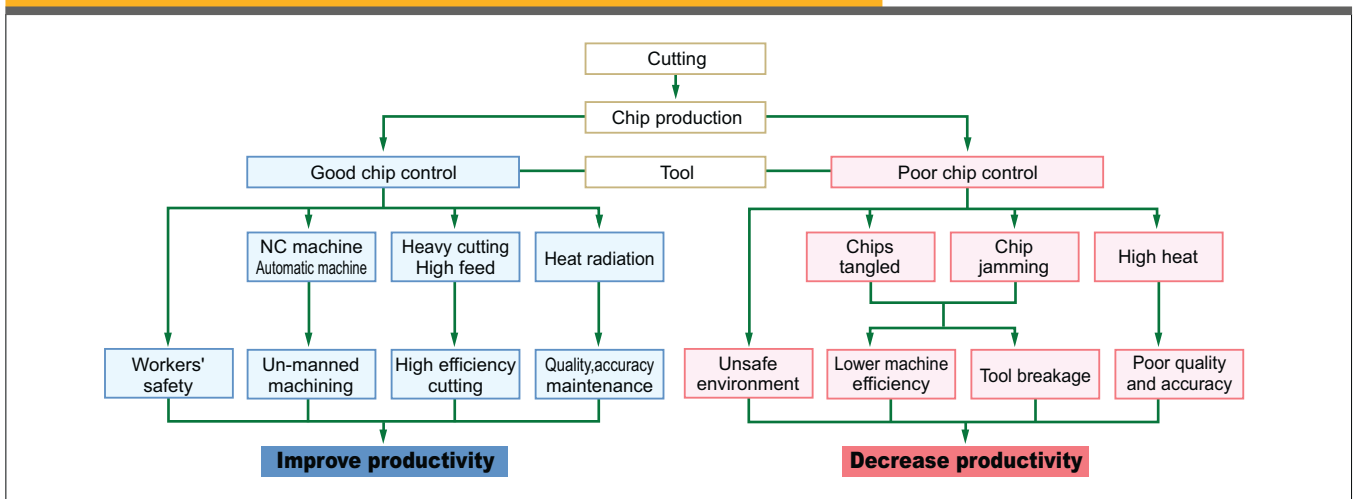 Cutting
Chip production
Good chip control
Tool
Poor chip control
NC machine
Automatic machine
Heavy cutting
High feed
Heat radiation
Chips
tangled
Chip
jamming
High heat
Workers'
safety
Un-manned
machining
High efficiency
cutting
Quality,accuracy
maintenance
Unsafe
environment
Lower machine
efficiency
Tool breakage
Poor quality
and accuracy
Improve productivity
Decrease productivity